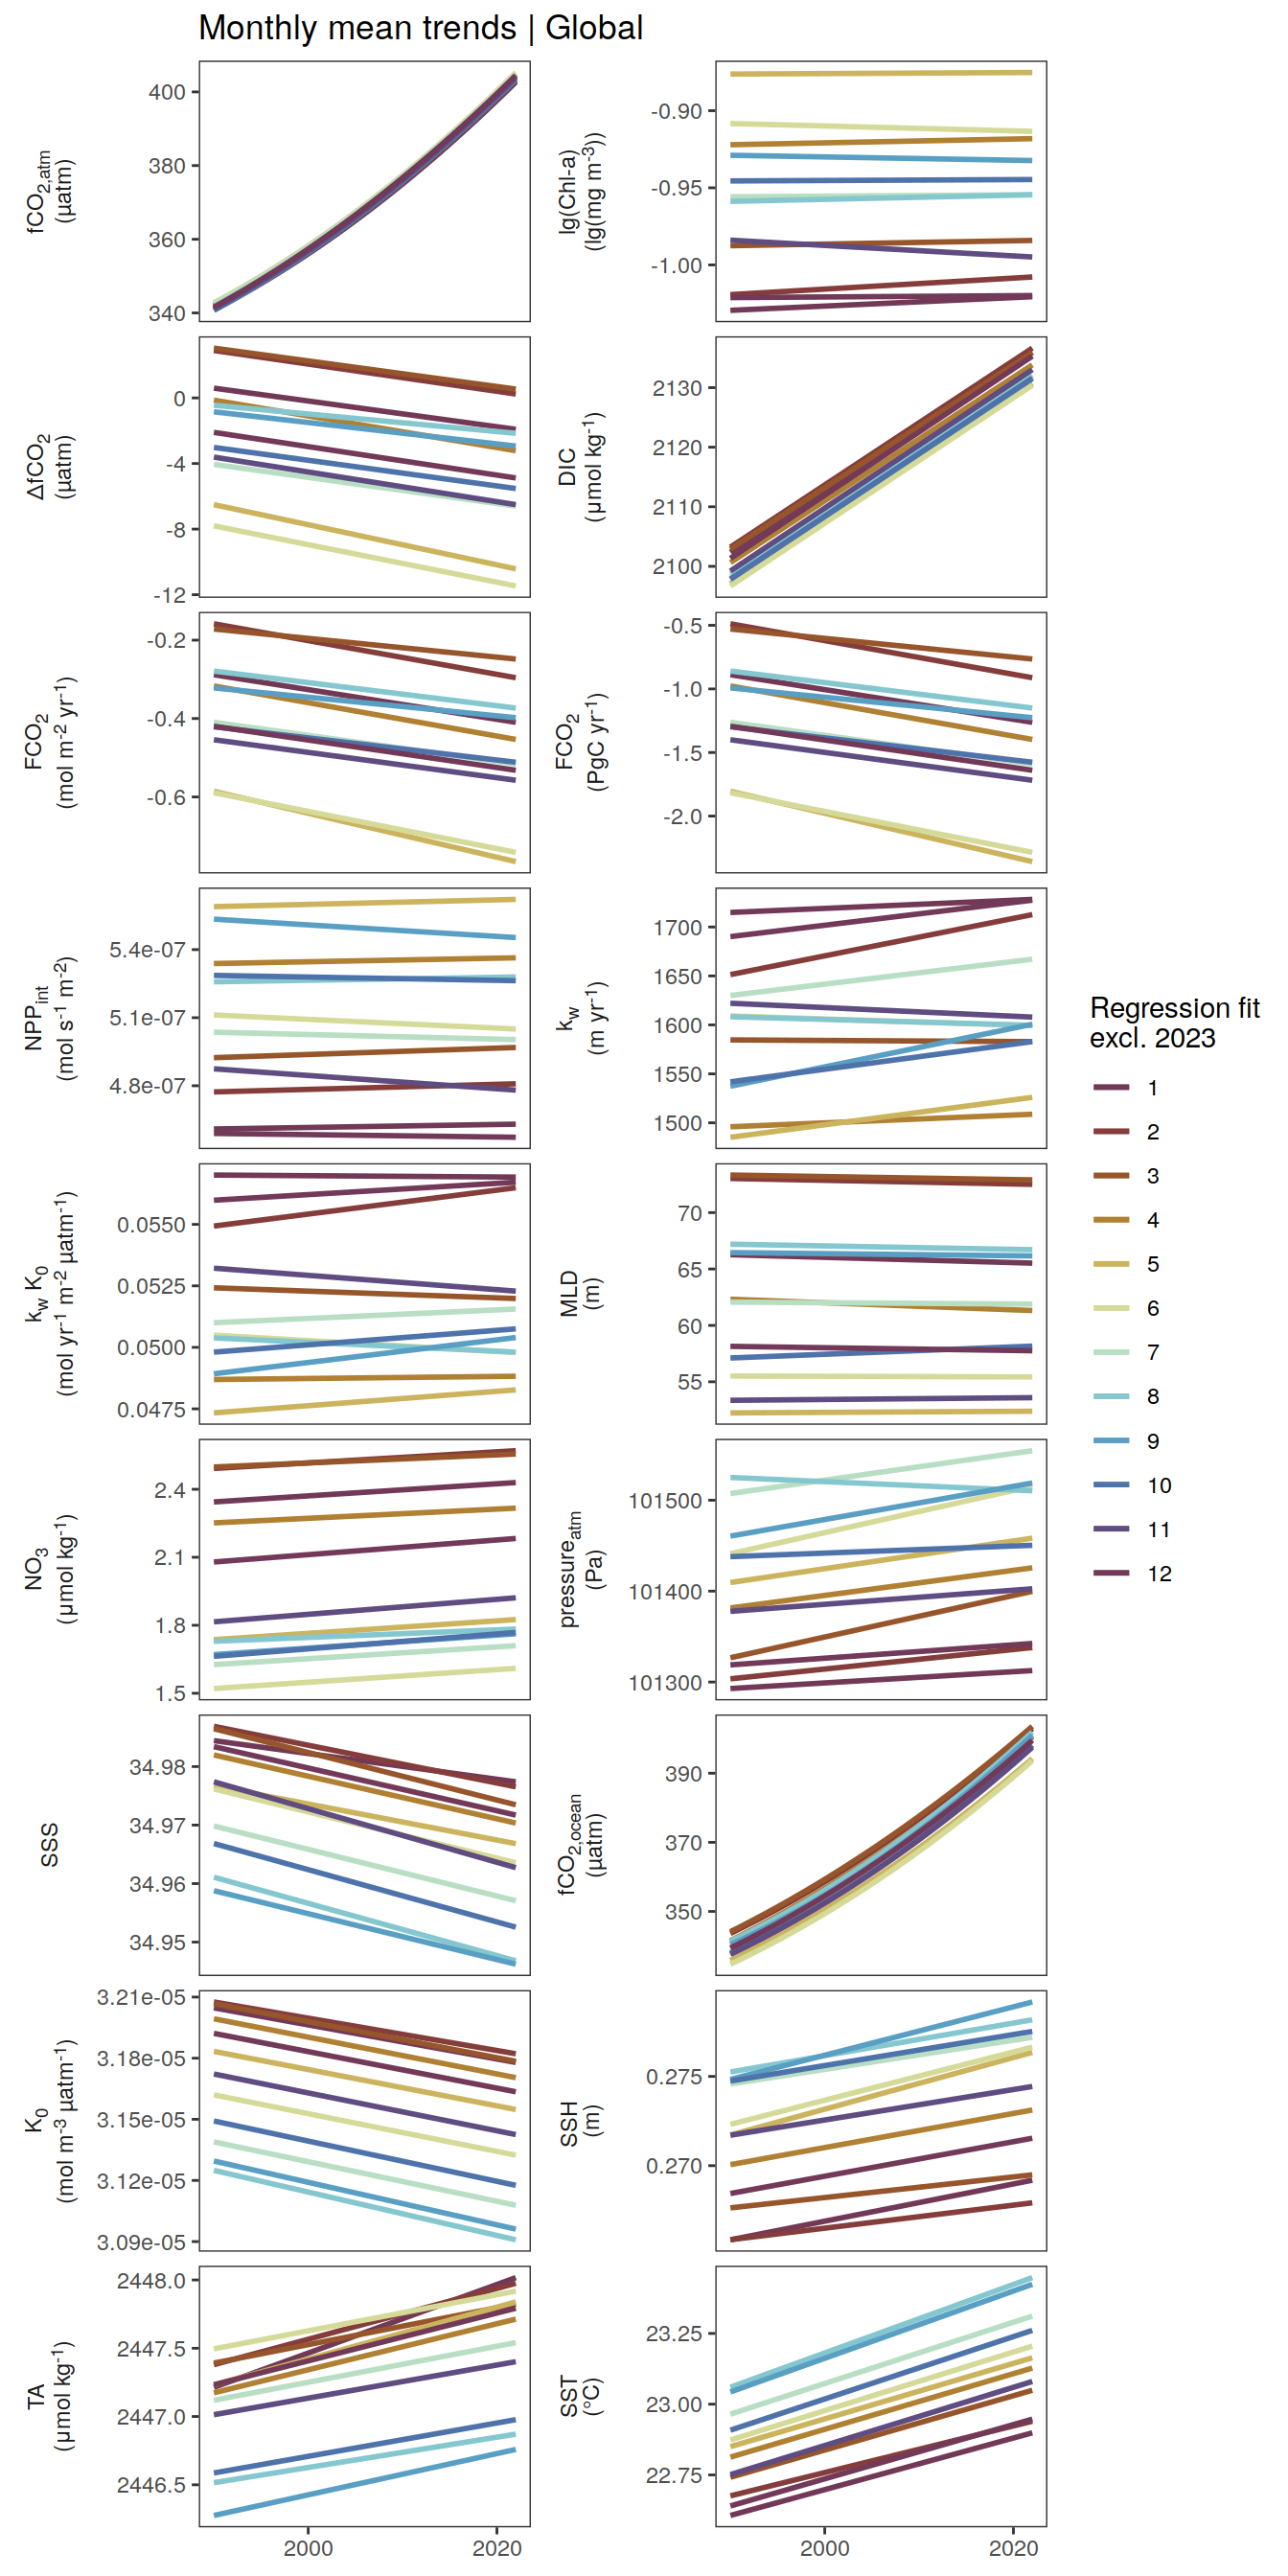 Monthly mean trends | Global
fCO2,atm
(µatm)
400
380
360
340
lg(Chl-a)
(lg(mg m-3))
-0.90
-0.95
-1.00
ΔfCO2
(µatm)
0
-4
-8
-12
DIC
(µmol kg-1)
2130
2120
2110
2100
FCO2
(mol m-2 yr-1)
-0.2
-0.4
-0.6
FCO2
(PgC yr-1)
-0.5
-1.0
-1.5
-2.0
NPPint
(mol s-1 m-2)
5.4e-07
5.1e-07
4.8e-07
kw
(m yr-1)
1700
1650
1600
1550
1500
kw K0
(mol yr-1 m-2 µatm-1)
0.0550
0.0525
0.0500
0.0475
MLD
(m)
70
65
60
55
NO3
(µmol kg-1)
2.4
2.1
1.8
1.5
pressureatm
(Pa)
101500
101400
101300
SSS
34.98
34.97
34.96
34.95
fCO2,ocean
(µatm)
390
370
350
K0
(mol m-3 µatm-1)
3.21e-05
3.18e-05
3.15e-05
3.12e-05
3.09e-05
SSH
(m)
0.275
0.270
TA
(µmol kg-1)
2448.0
2447.5
2447.0
2446.5
SST
(°C)
23.25
23.00
22.75
2000 2020
2000 2020
Regression fit
excl. 2023
1
2
3
4
5
6
7
8
9
10
11
12